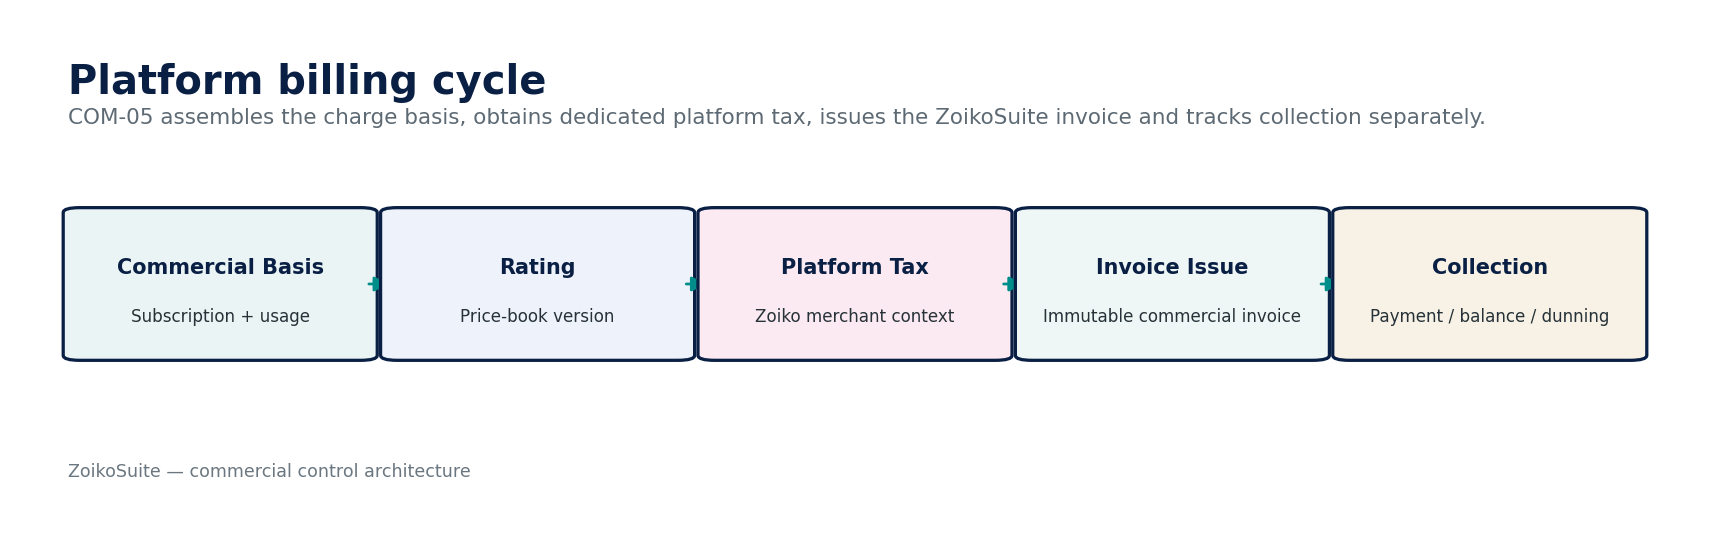 Platform billing cycle
COM-05 assembles the charge basis, obtains dedicated platform tax, issues the ZoikoSuite invoice and tracks collection separately.
Commercial Basis
Subscription + usage
Rating
Price-book version
Platform Tax
Zoiko merchant context
Invoice Issue
Immutable commercial invoice
Collection
Payment / balance / dunning
ZoikoSuite — commercial control architecture